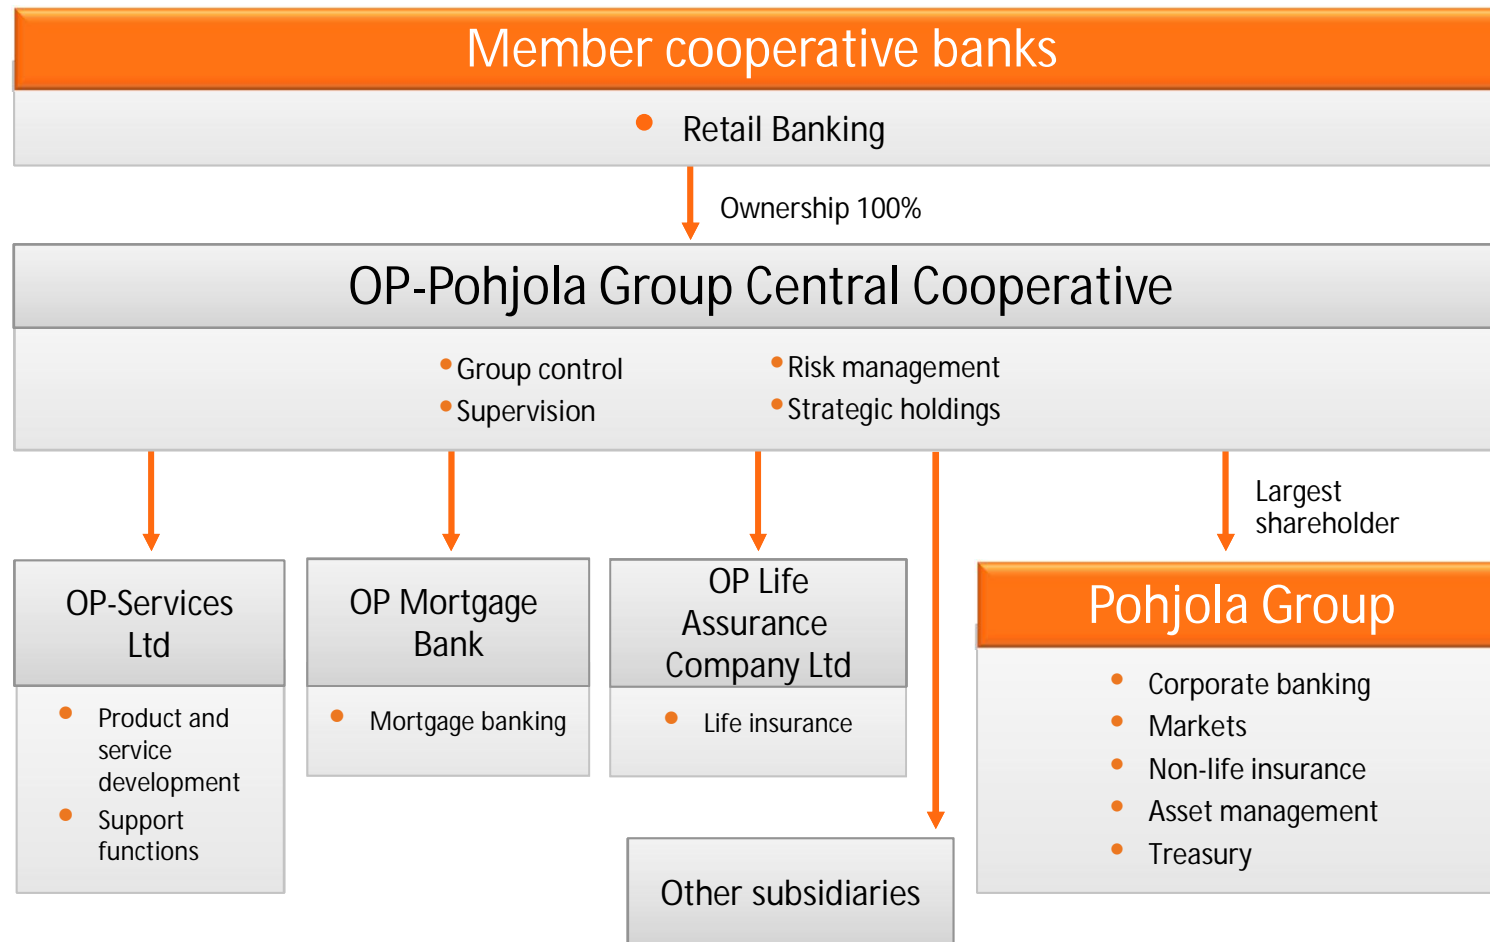 Member cooperative banks
Retail Banking
Ownership 100%
OP-Pohjola Group Central Cooperative
Group control
Supervision
Risk management
Strategic holdings
Largest
shareholder
OP-Services
Ltd
Product and
service
development
Support
functions
OP Mortgage
Bank
Mortgage banking
OP Life
Assurance
Company Ltd
Life insurance
Other subsidiaries
Pohjola Group
Corporate banking
Markets
Non-life insurance
Asset management
Treasury